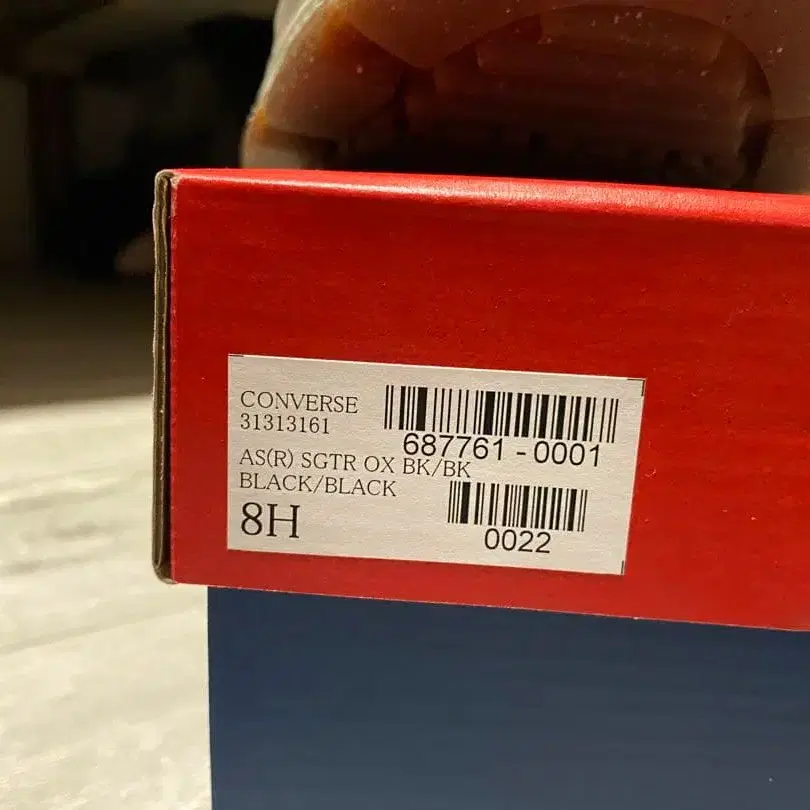 CONVERSE
31313161
687761-0001
AS(R) SGTR OX BK/BK
BLACK/BLACK
8H
0022